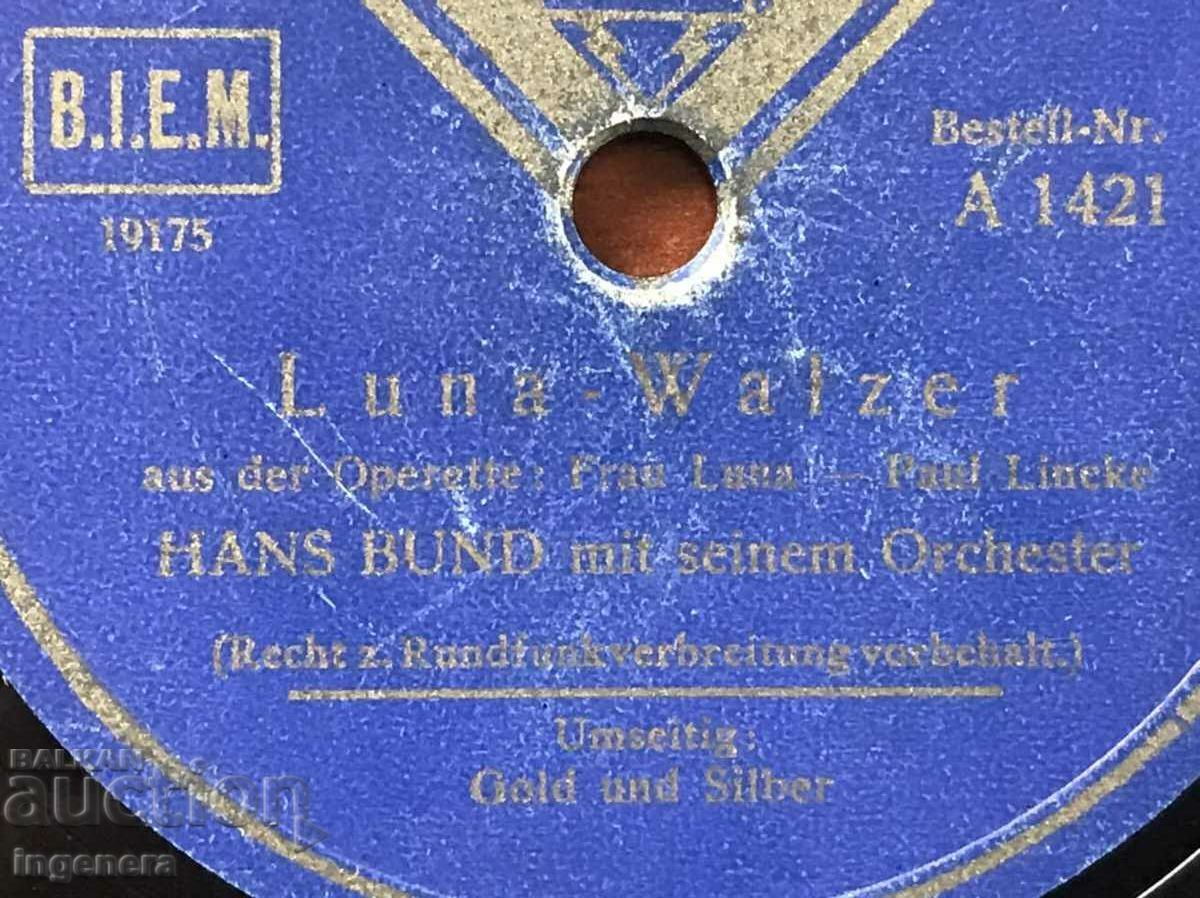 B.I.E.M.
19175
Bestell-Nr.
A 1421
Luna-Walzer
aus der Operette: Frau Luna — Paul Lincke
HANS BUND mit seinem Orchester
(Recht z. Rundfunkverbreitung vorbehalt.)
Umseitig:
Gold und Silber
BALKAN
auction
ingenera